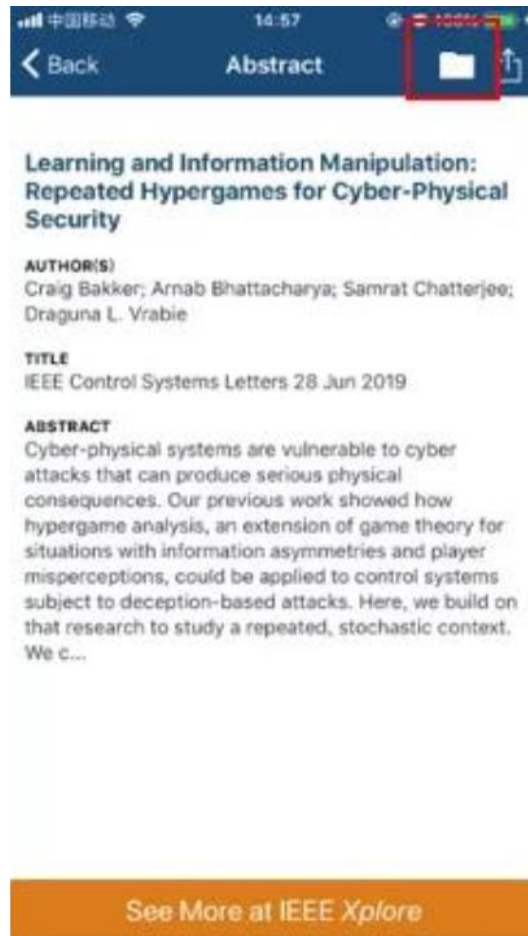 中国移动 14:57 100%
Back Abstract
Learning and Information Manipulation:
Repeated Hypergames for Cyber-Physical
Security
AUTHOR(S)
Craig Bakker; Arnab Bhattacharya; Samrat Chatterjee;
Draguna L. Vrabie
TITLE
IEEE Control Systems Letters 28 Jun 2019
ABSTRACT
Cyber-physical systems are vulnerable to cyber
attacks that can produce serious physical
consequences. Our previous work showed how
hypergame analysis, an extension of game theory for
situations with information asymmetries and player
misperceptions, could be applied to control systems
subject to deception-based attacks. Here, we build on
that research to study a repeated, stochastic context.
We c...
See More at IEEE Xplore